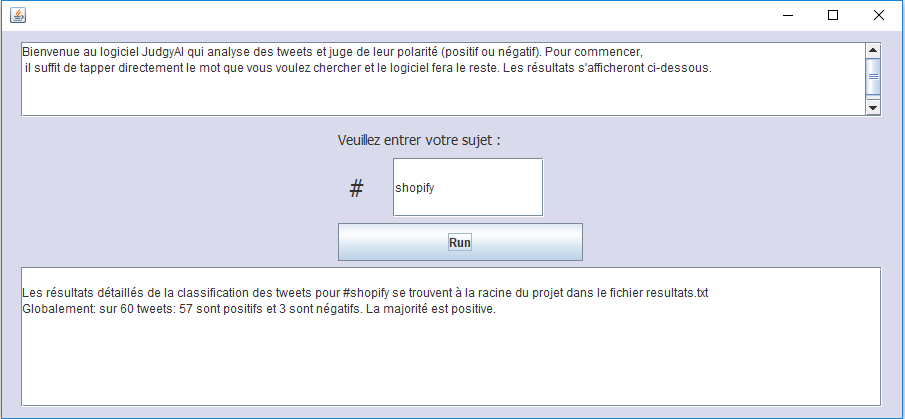 Bienvenue au logiciel JudgyAI qui analyse des tweets et juge de leur polarité (positif ou négatif). Pour commencer,
il suffit de tapper directement le mot que vous voulez chercher et le logiciel fera le reste. Les résultats s'afficheront ci-dessous.
Veuillez entrer votre sujet :
# shopify
Run
Les résultats détaillés de la classification des tweets pour #shopify se trouvent à la racine du projet dans le fichier resultats.txt
Globalement: sur 60 tweets: 57 sont positifs et 3 sont négatifs. La majorité est positive.